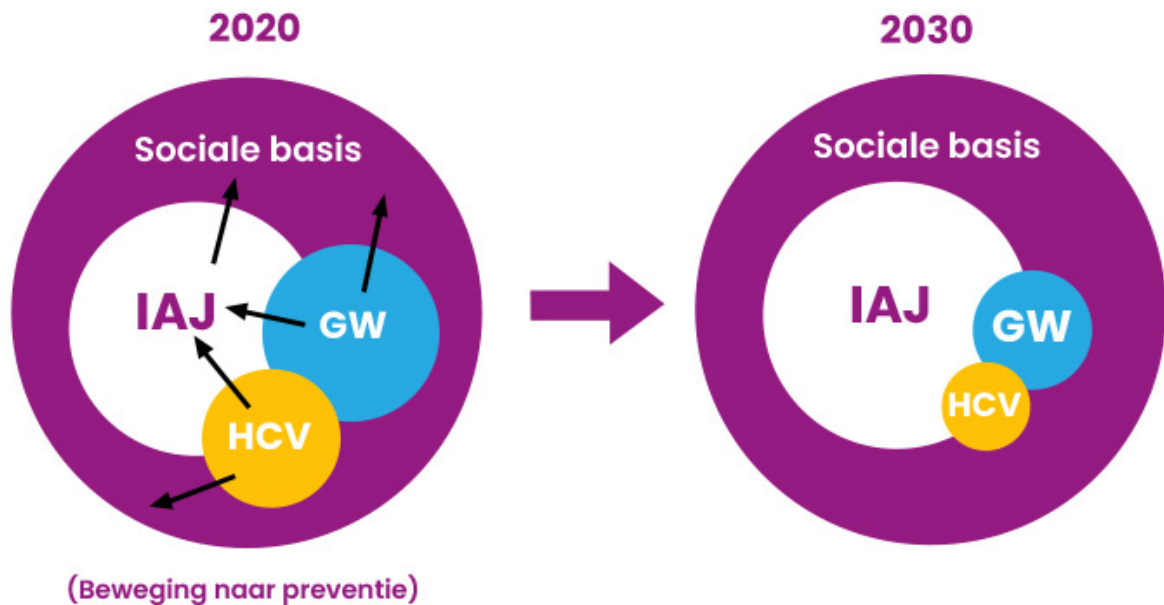 2020
Sociale basis
IAJ
GW
HCV
(Beweging naar preventie)
2030
Sociale basis
IAJ
GW
HCV